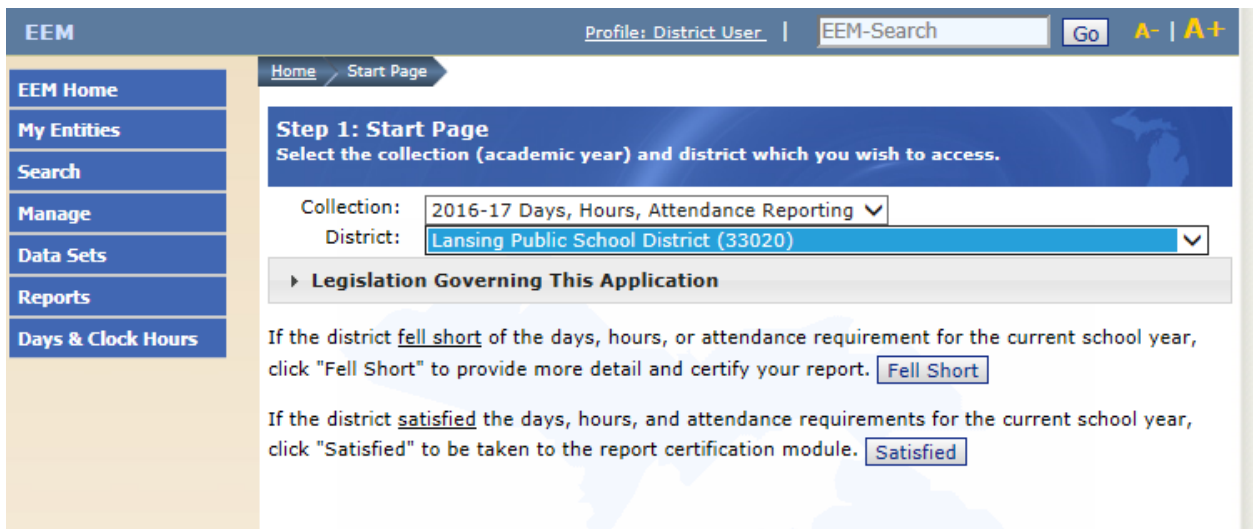 EEM
Profile: District User |
EEM-Search
Go
A- | A+
EEM Home
My Entities
Search
Manage
Data Sets
Reports
Days & Clock Hours
Home
Start Page
Step 1: Start Page
Select the collection (academic year) and district which you wish to access.
Collection: 2016-17 Days, Hours, Attendance Reporting
District: Lansing Public School District (33020)
Legislation Governing This Application
If the district fell short of the days, hours, or attendance requirement for the current school year,
click "Fell Short" to provide more detail and certify your report. Fell Short
If the district satisfied the days, hours, and attendance requirements for the current school year,
click "Satisfied" to be taken to the report certification module. Satisfied